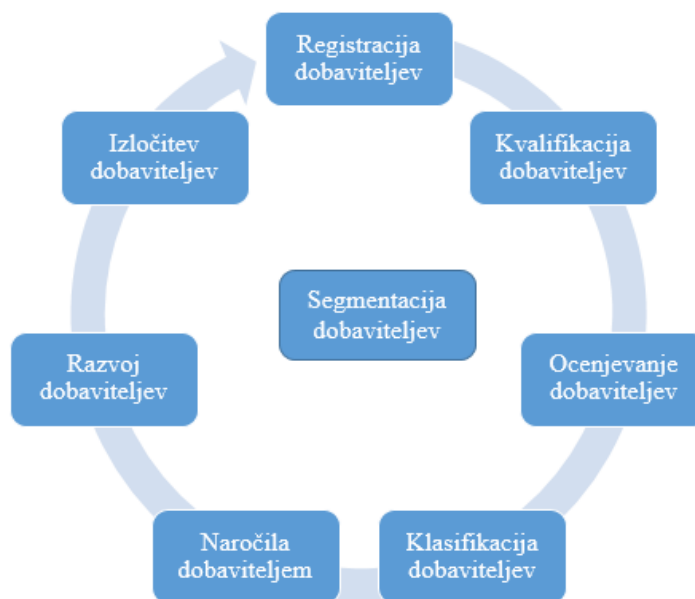 Registracija
dobaviteljev
Kvalifikacija
dobaviteljev
Ocenjevanje
dobaviteljev
Klasifikacija
dobaviteljev
Naročila
dobaviteljem
Razvoj
dobaviteljev
Izločitev
dobaviteljev
Segmentacija
dobaviteljev